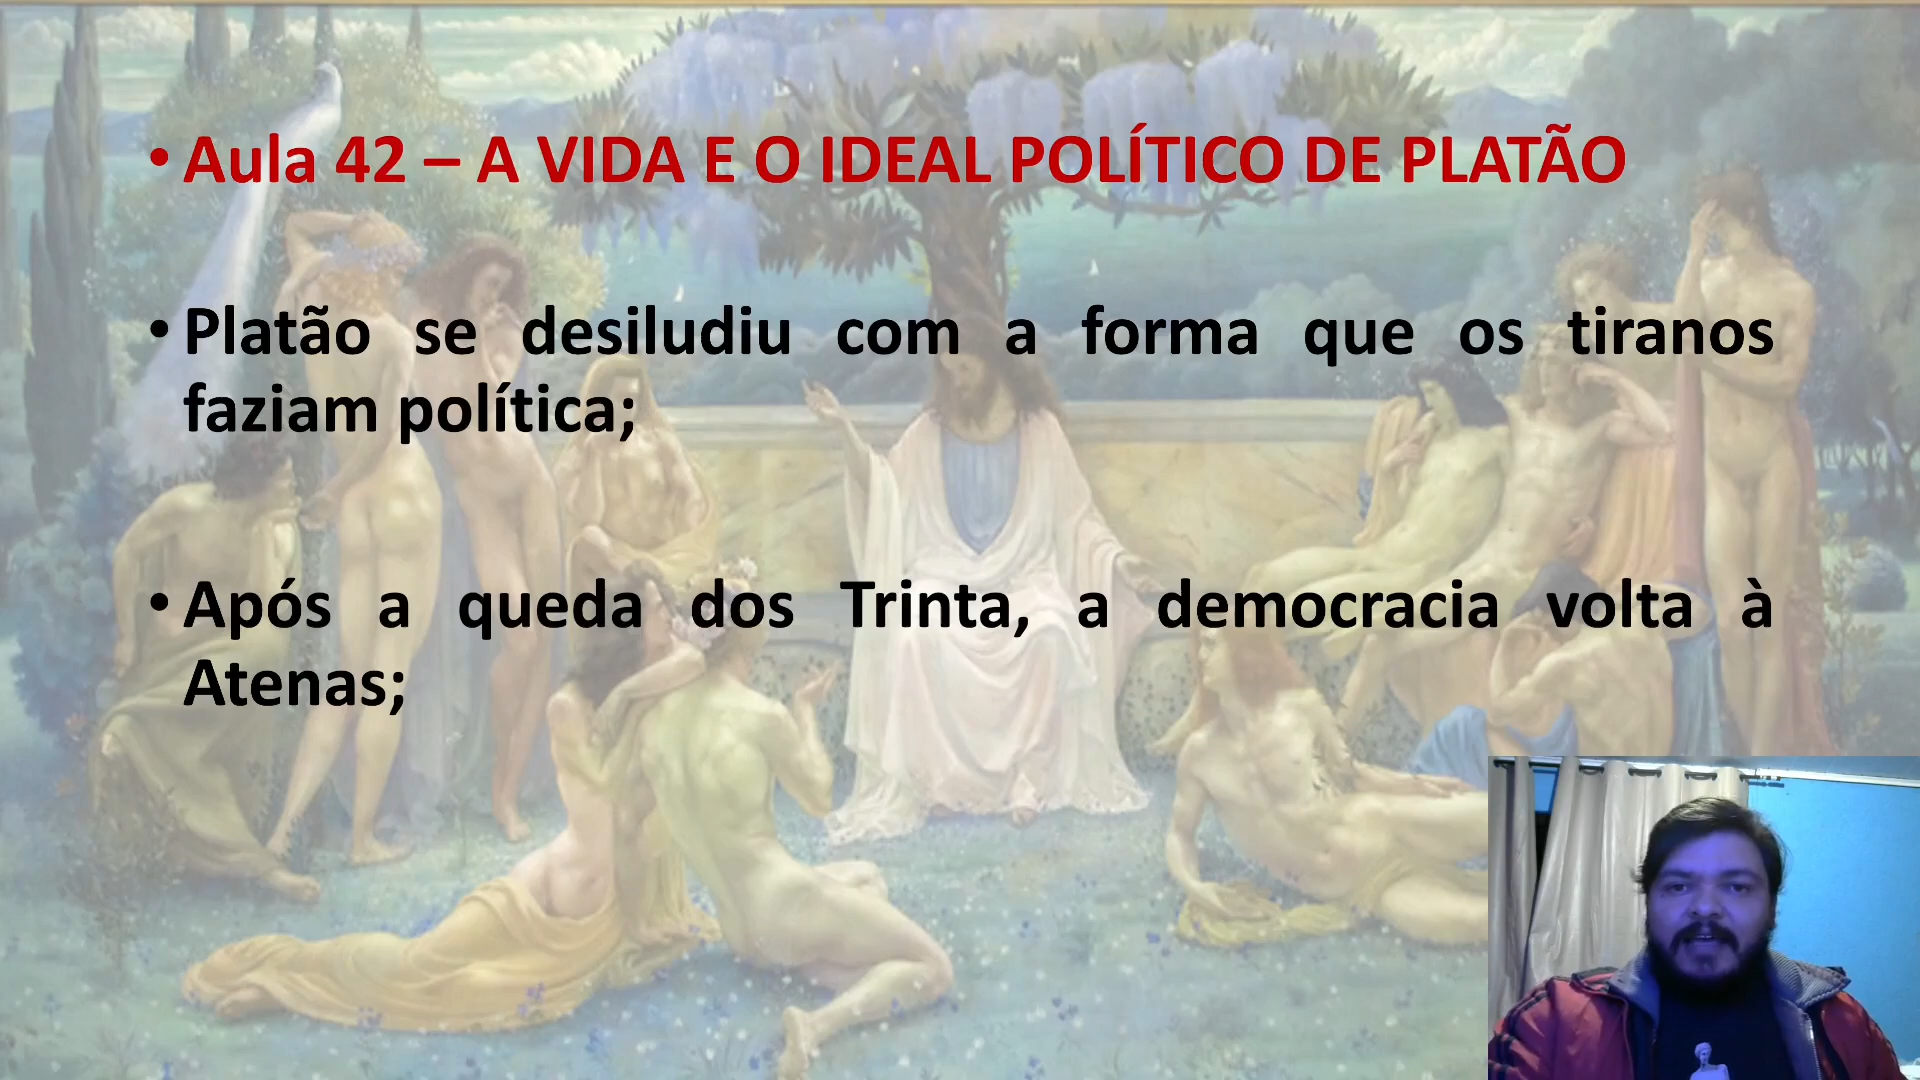 • Aula 42 – A VIDA E O IDEAL POLÍTICO DE PLATÃO
• Platão se desiludiu com a forma que os tiranos
faziam política;
• Após a queda dos Trinta, a democracia volta à
Atenas;